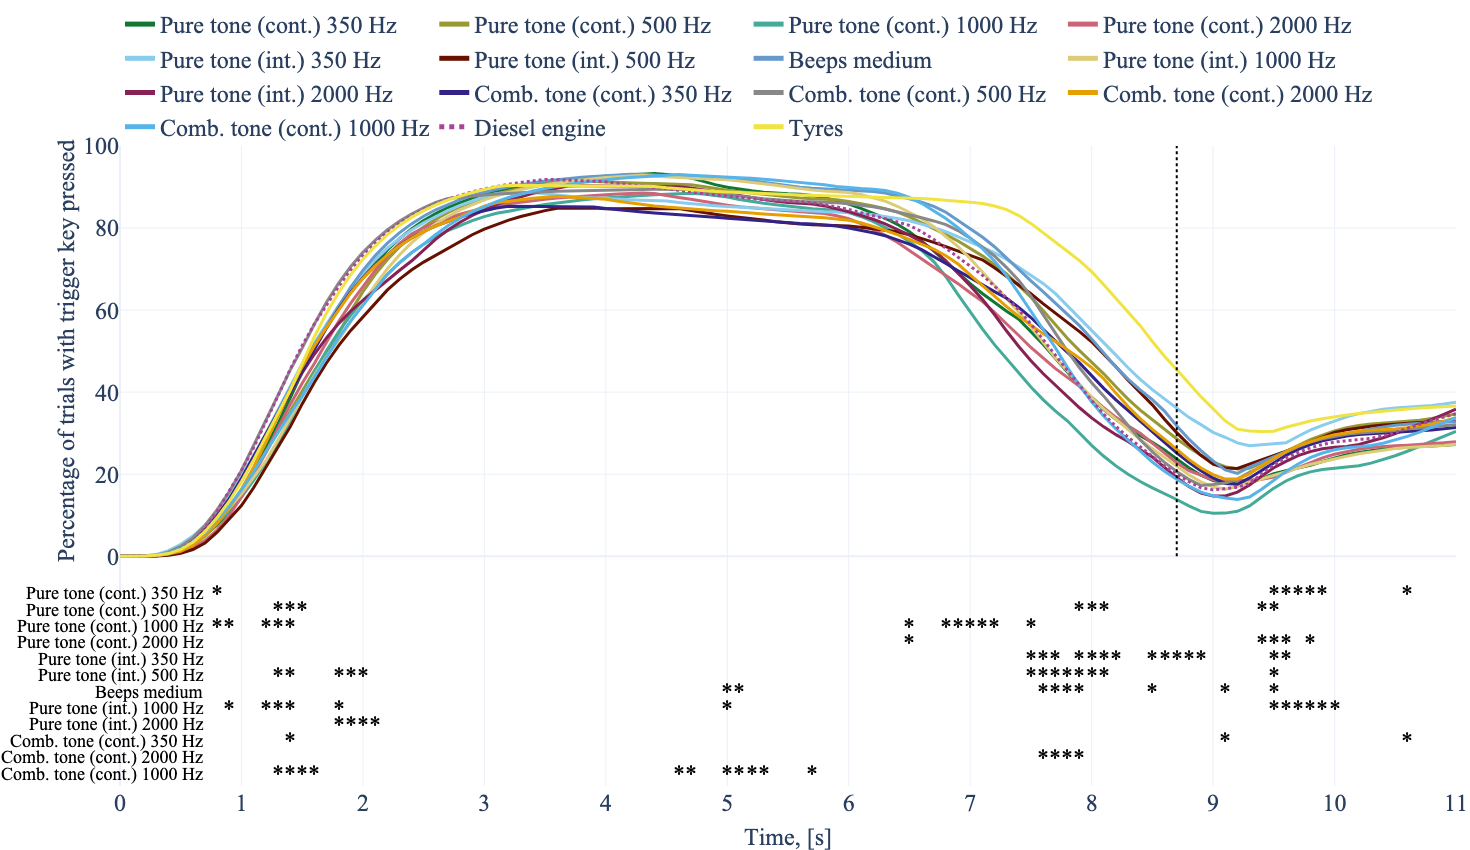 Pure tone (cont.) 350 Hz Pure tone (cont.) 500 Hz Pure tone (cont.) 1000 Hz Pure tone (cont.) 2000 Hz
Pure tone (int.) 350 Hz Pure tone (int.) 500 Hz Beeps medium Pure tone (int.) 1000 Hz
Pure tone (int.) 2000 Hz Comb. tone (cont.) 350 Hz Comb. tone (cont.) 500 Hz Comb. tone (cont.) 2000 Hz
Comb. tone (cont.) 1000 Hz Diesel engine Tyres
Percentage of trials with trigger key pressed
100
80
60
40
20
0
Pure tone (cont.) 350 Hz * ***** *
Pure tone (cont.) 500 Hz *** *** **
Pure tone (cont.) 1000 Hz ** *** * ***** *
Pure tone (cont.) 2000 Hz * *** *
Pure tone (int.) 350 Hz *** **** ***** **
Pure tone (int.) 500 Hz ** *** ******* *
Beeps medium ** **** * * *
Pure tone (int.) 1000 Hz * *** * * ******
Pure tone (int.) 2000 Hz ****
Comb. tone (cont.) 350 Hz * * *
Comb. tone (cont.) 2000 Hz ****
Comb. tone (cont.) 1000 Hz **** ** **** *
0 1 2 3 4 5 6 7 8 9 10 11
Time, [s]